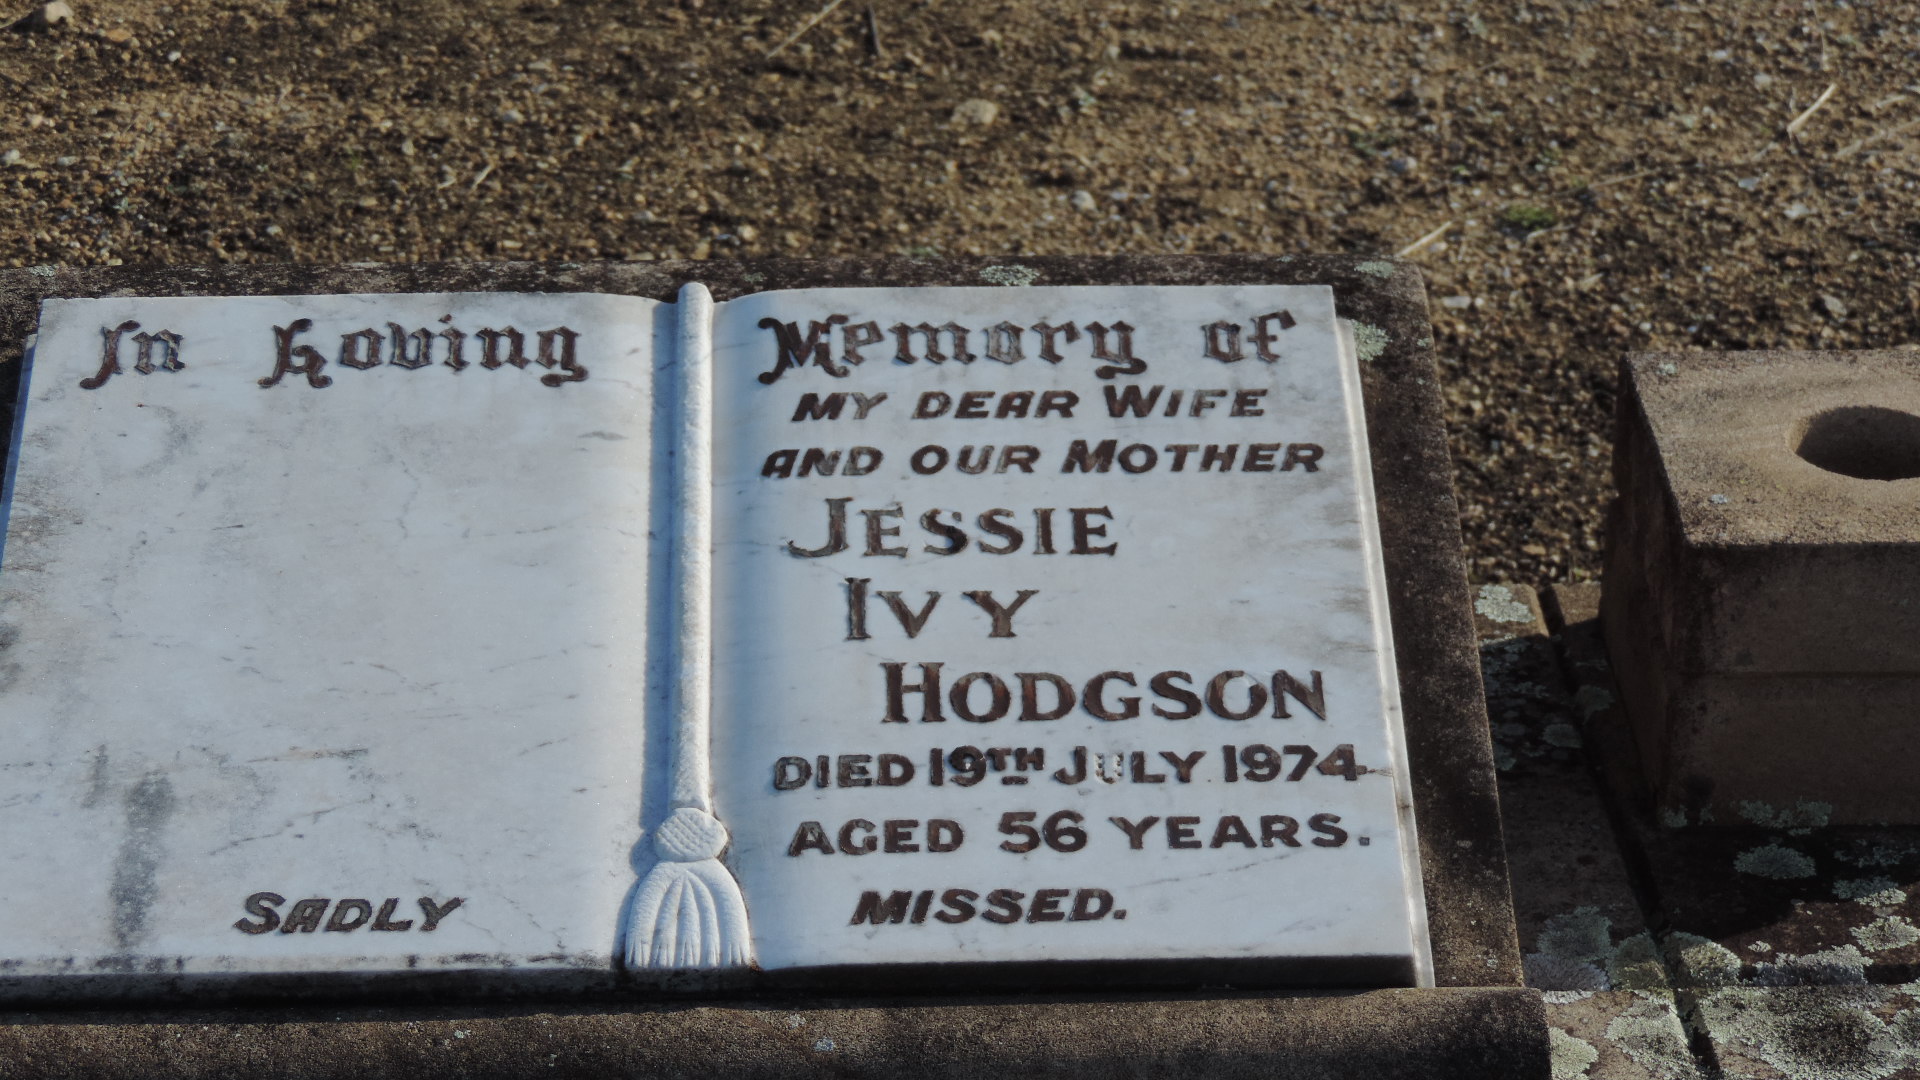 In Loving Memory of
MY DEAR WIFE
AND OUR MOTHER
JESSIE
IVY
HODGSON
DIED 19TH JULY 1974
AGED 56 YEARS.
SADLY MISSED.